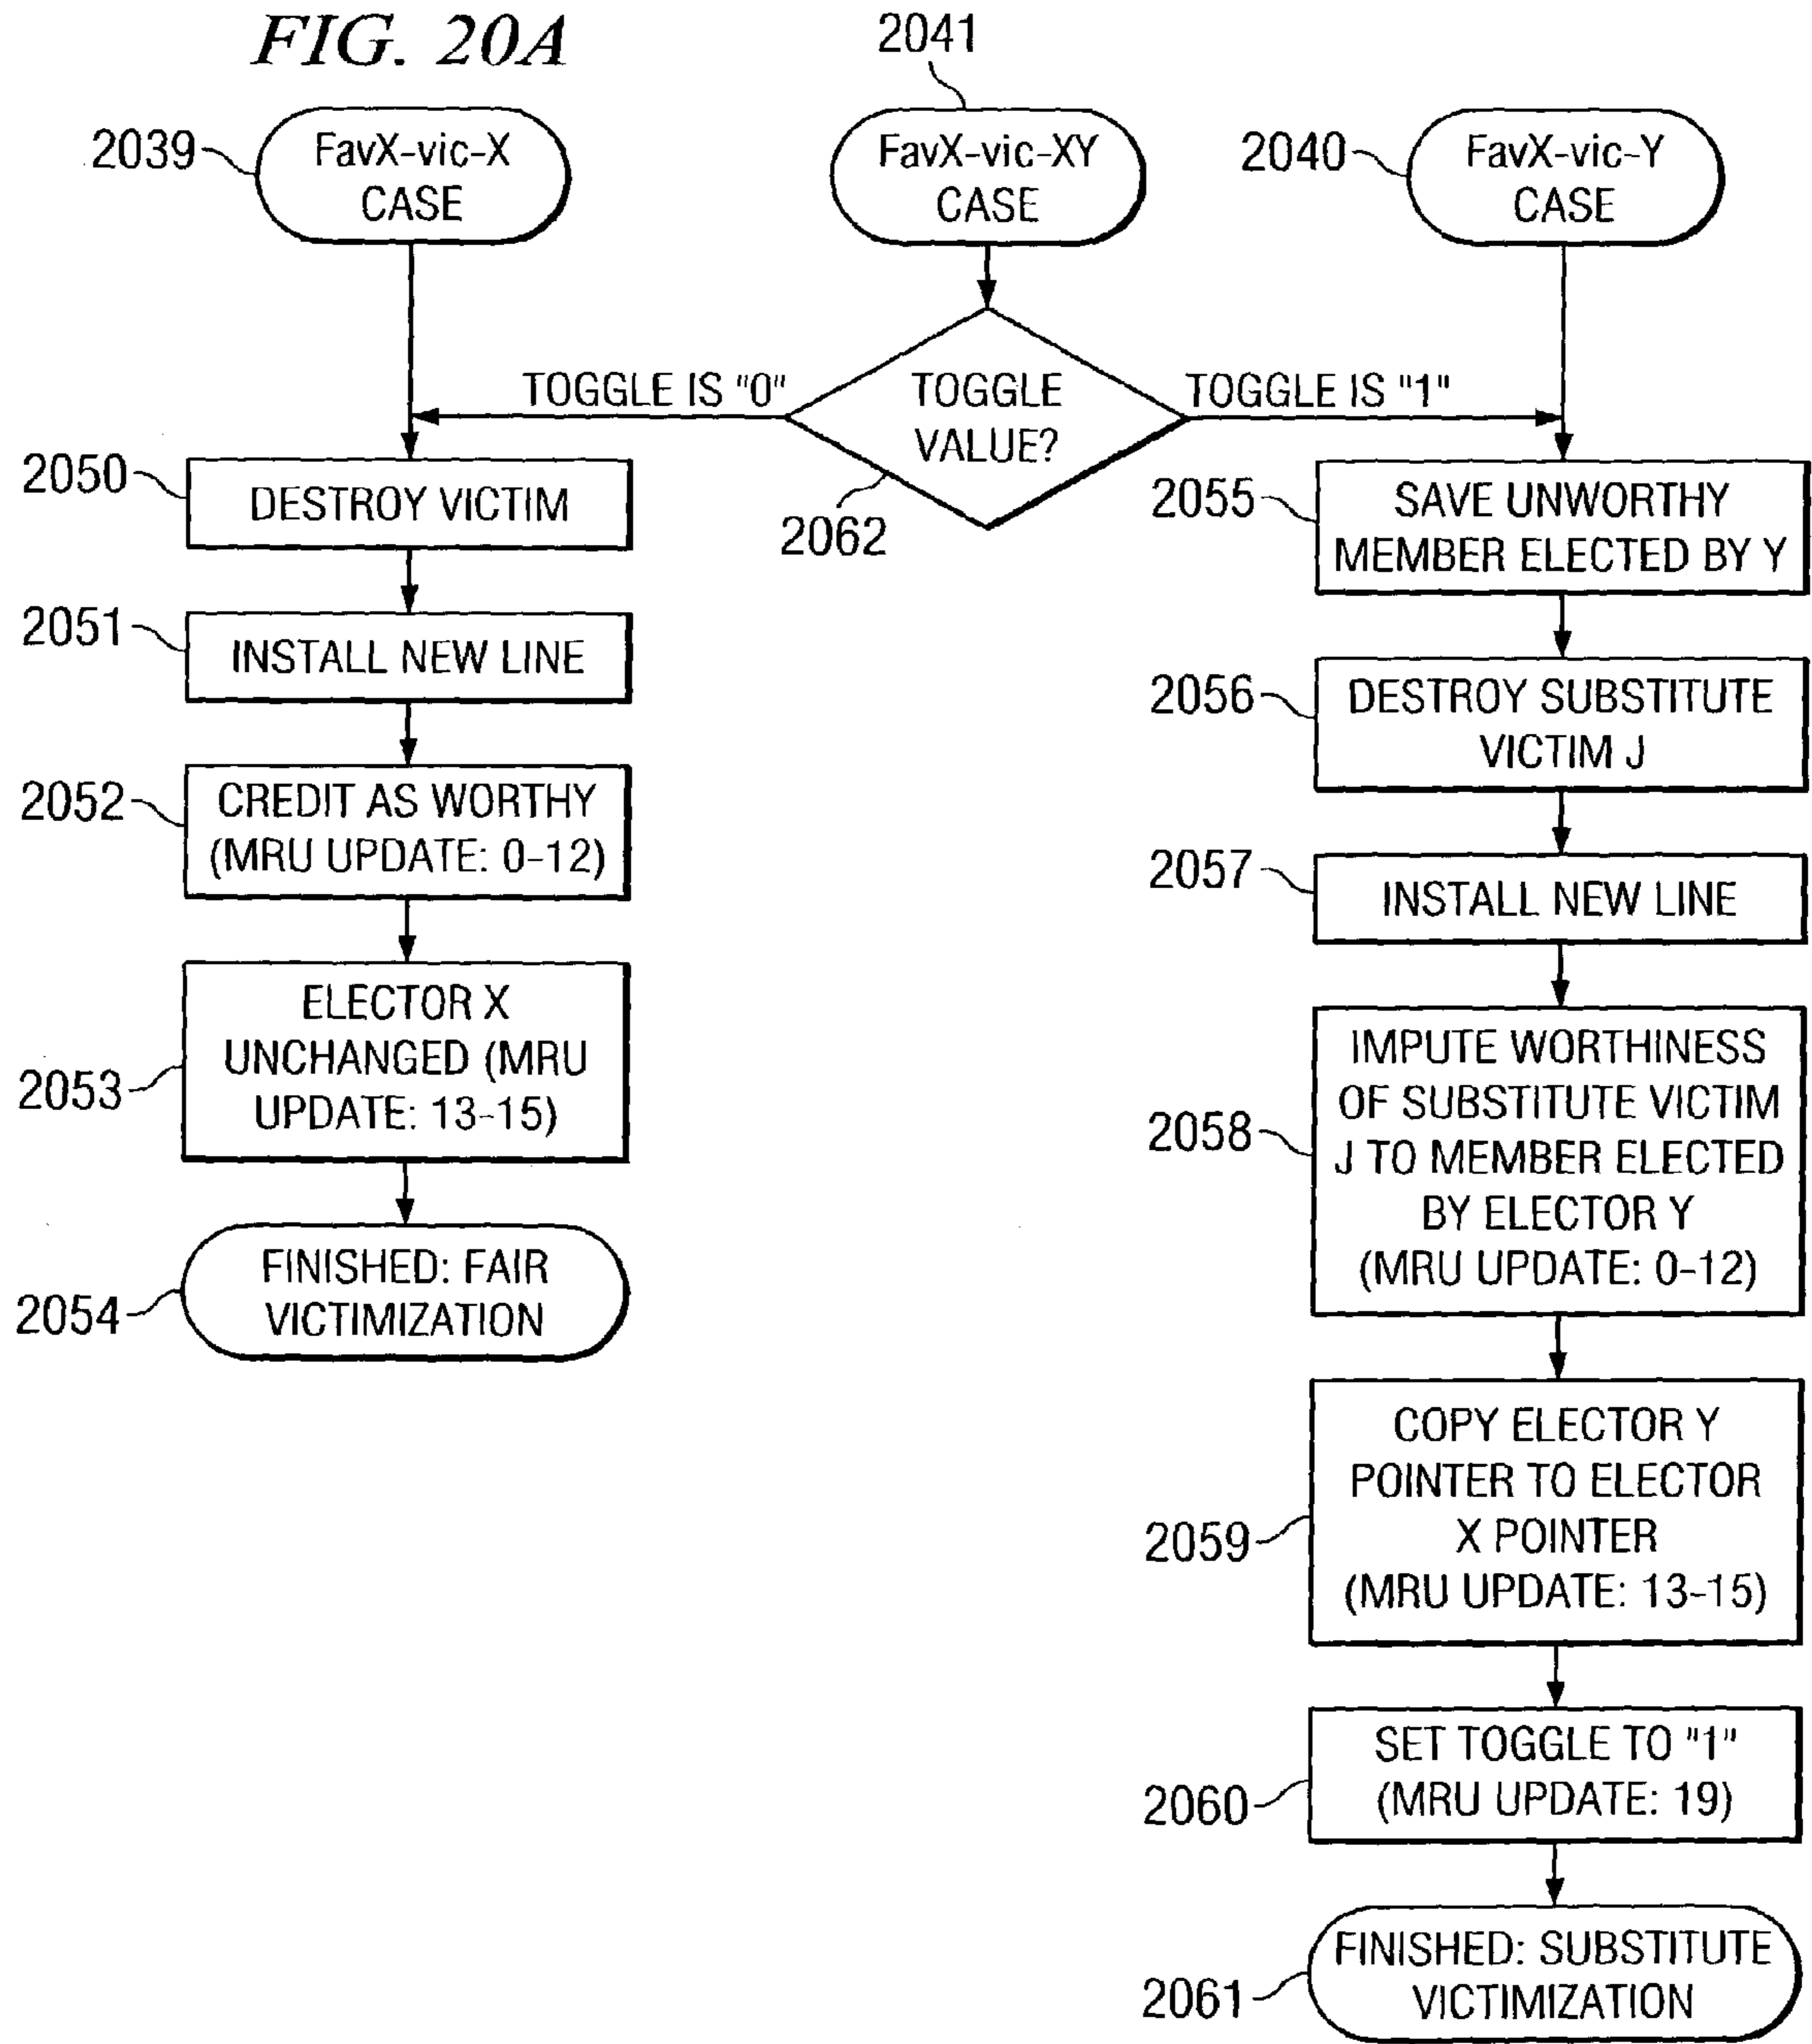 FIG. 20A
2041
2039
FavX-vic-X
CASE
FavX-vic-XY
CASE
2040
FavX-vic-Y
CASE
TOGGLE IS "0"
TOGGLE
VALUE?
TOGGLE IS "1"
2062
2050
DESTROY VICTIM
2051
INSTALL NEW LINE
2052
CREDIT AS WORTHY
(MRU UPDATE: 0-12)
2053
ELECTOR X
UNCHANGED (MRU
UPDATE: 13-15)
2054
FINISHED: FAIR
VICTIMIZATION
2055
SAVE UNWORTHY
MEMBER ELECTED BY Y
2056
DESTROY SUBSTITUTE
VICTIM J
2057
INSTALL NEW LINE
2058
IMPUTE WORTHINESS
OF SUBSTITUTE VICTIM
J TO MEMBER ELECTED
BY ELECTOR Y
(MRU UPDATE: 0-12)
2059
COPY ELECTOR Y
POINTER TO ELECTOR
X POINTER
(MRU UPDATE: 13-15)
2060
SET TOGGLE TO "1"
(MRU UPDATE: 19)
2061
FINISHED: SUBSTITUTE
VICTIMIZATION